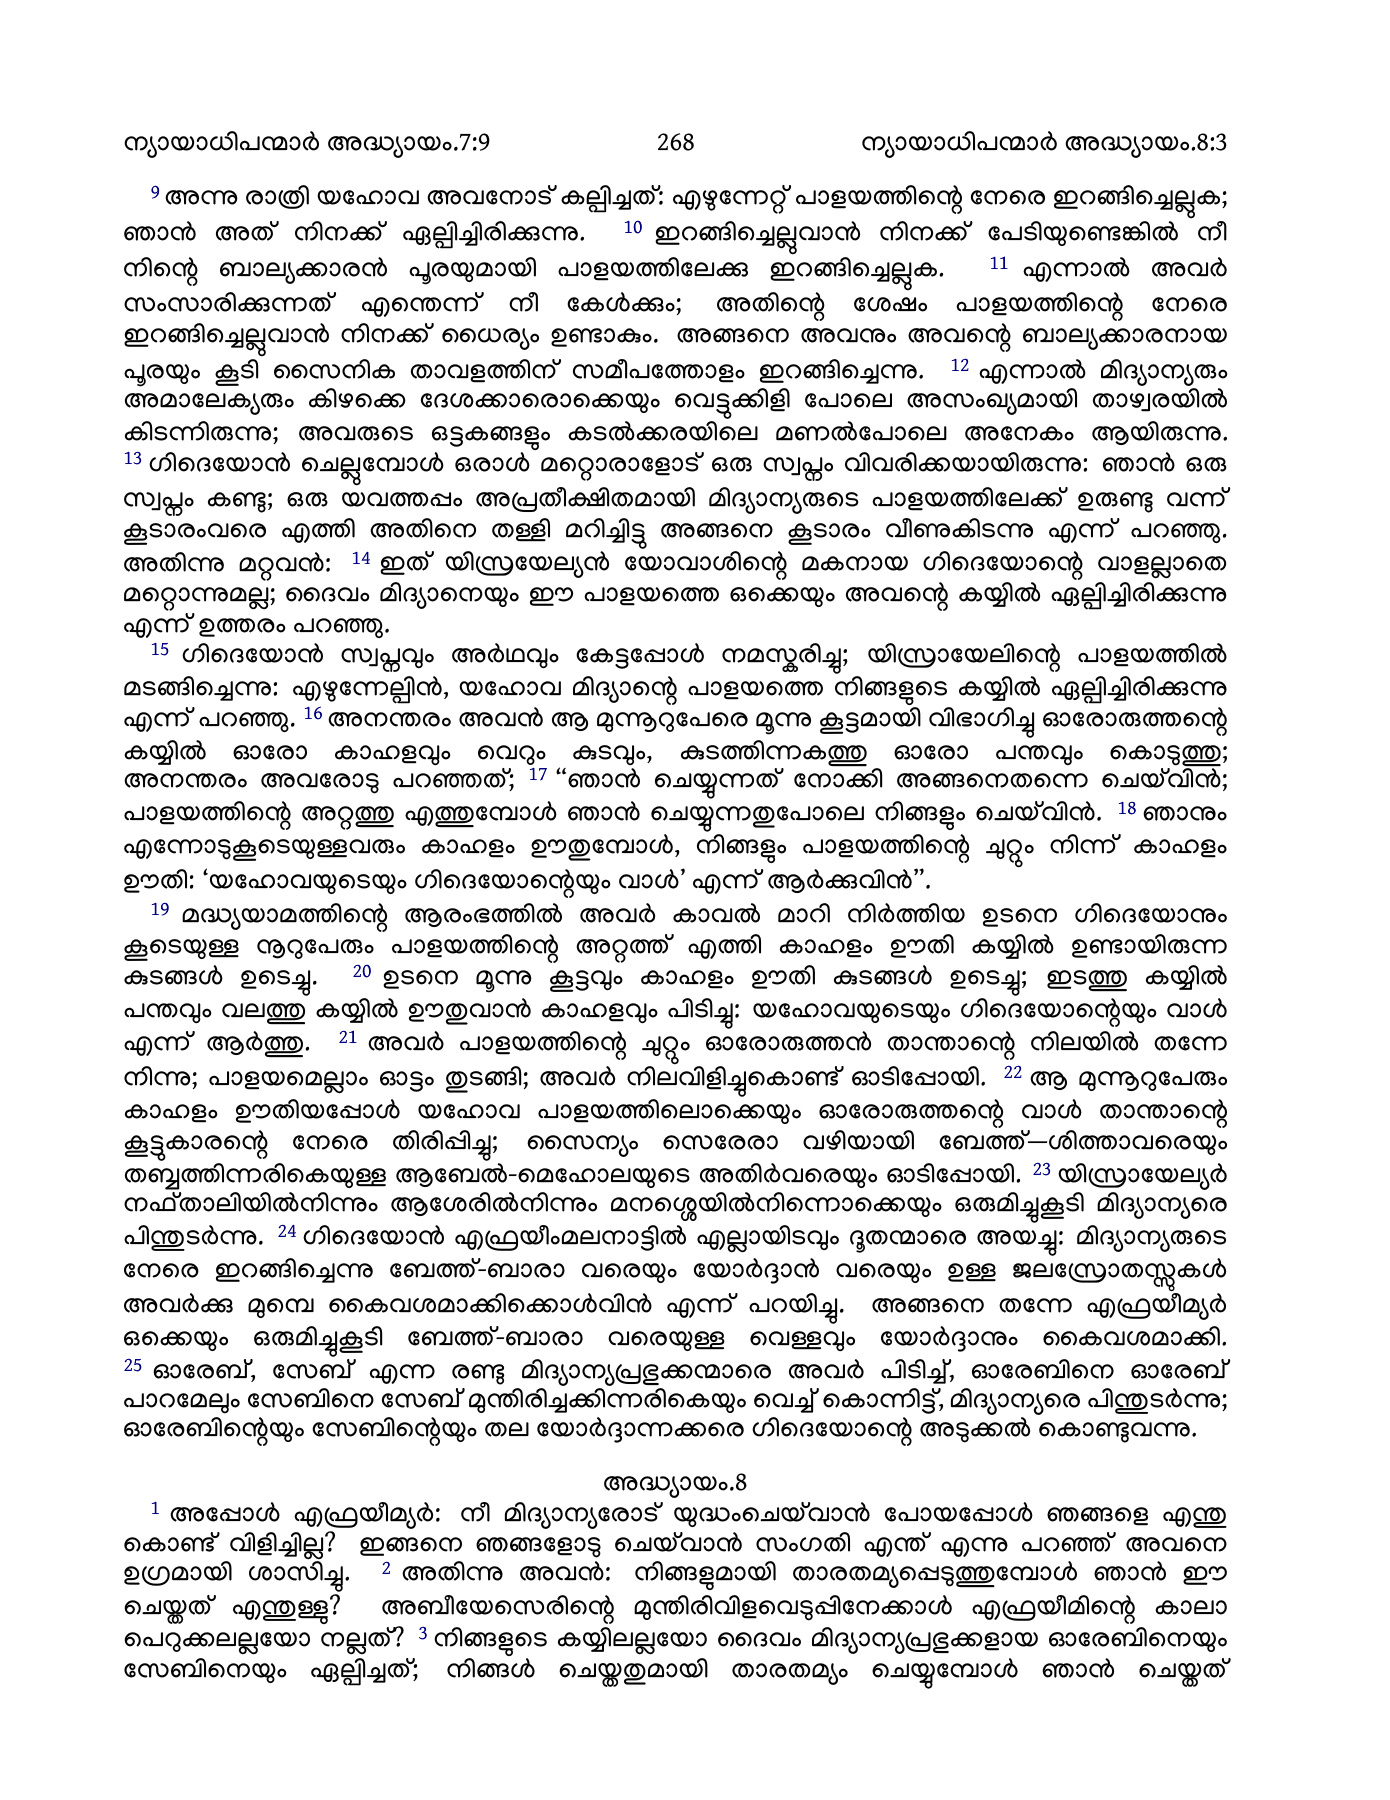 ന്യായാധിപന്മാർ അദ്ധ്യായം.7:9 268 ന്യായാധിപന്മാർ അദ്ധ്യായം.8:3
9 അന്നു രാത്രി യഹോവ അവനോട് കല്പിച്ചത്: എഴുന്നേറ്റ് പാളയത്തിന്റെ നേരെ ഇറങ്ങിച്ചെല്ലുക;
ഞാൻ അത് നിനക്ക് ഏല്പിച്ചിരിക്കുന്നു. 10 ഇറങ്ങിച്ചെല്ലുവാൻ നിനക്ക് പേടിയുണ്ടെങ്കിൽ നീ
നിന്റെ ബാല്യക്കാരൻ പൂരയുമായി പാളയത്തിലേക്കു ഇറങ്ങിച്ചെല്ലുക. 11 എന്നാൽ അവർ
സംസാരിക്കുന്നത് എന്തെന്ന് നീ കേൾക്കും; അതിന്റെ ശേഷം പാളയത്തിന്റെ നേരെ
ഇറങ്ങിച്ചെല്ലുവാൻ നിനക്ക് ധൈര്യം ഉണ്ടാകും. അങ്ങനെ അവനും അവന്റെ ബാല്യക്കാരനായ
പൂരയും കൂടി സൈനിക താവളത്തിന് സമീപത്തോളം ഇറങ്ങിച്ചെന്നു. 12 എന്നാൽ മിദ്യാന്യരും
അമാലേക്യരും കിഴക്കെ ദേശക്കാരൊക്കെയും വെട്ടുക്കിളി പോലെ അസംഖ്യമായി താഴ്വരയിൽ
കിടന്നിരുന്നു; അവരുടെ ഒട്ടകങ്ങളും കടൽക്കരയിലെ മണൽപോലെ അനേകം ആയിരുന്നു.
13 ഗിദെയോൻ ചെല്ലുമ്പോൾ ഒരാൾ മറ്റൊരാളോട് ഒരു സ്വപ്നം വിവരിക്കയായിരുന്നു: ഞാൻ ഒരു
സ്വപ്നം കണ്ടു; ഒരു യവത്തപ്പം അപ്രതീക്ഷിതമായി മിദ്യാന്യരുടെ പാളയത്തിലേക്ക് ഉരുണ്ടു വന്ന്
കൂടാരംവരെ എത്തി അതിനെ തള്ളി മറിച്ചിട്ടു അങ്ങനെ കൂടാരം വീണുകിടന്നു എന്ന് പറഞ്ഞു.
അതിന്നു മറ്റവൻ: 14 ഇത് യിസ്രയേല്യൻ യോവാശിന്റെ മകനായ ഗിദെയോന്റെ വാളല്ലാതെ
മറ്റൊന്നുമല്ല; ദൈവം മിദ്യാനെയും ഈ പാളയത്തെ ഒക്കെയും അവന്റെ കയ്യിൽ ഏല്പിച്ചിരിക്കുന്നു
എന്ന് ഉത്തരം പറഞ്ഞു.
15 ഗിദെയോൻ സ്വപ്നവും അർഥവും കേട്ടപ്പോൾ നമസ്കരിച്ചു; യിസ്രായേലിന്റെ പാളയത്തിൽ
മടങ്ങിച്ചെന്നു: എഴുന്നേല്പിൻ, യഹോവ മിദ്യാന്റെ പാളയത്തെ നിങ്ങളുടെ കയ്യിൽ ഏല്പിച്ചിരിക്കുന്നു
എന്ന് പറഞ്ഞു. 16 അനന്തരം അവൻ ആ മുന്നൂറുപേരെ മൂന്നു കൂട്ടമായി വിഭാഗിച്ചു ഓരോരുത്തന്റെ
കയ്യിൽ ഓരോ കാഹളവും വെറും കുടവും, കുടത്തിന്നകത്തു ഓരോ പന്തവും കൊടുത്തു;
അനന്തരം അവരോടു പറഞ്ഞത്; 17 “ഞാൻ ചെയ്യുന്നത് നോക്കി അങ്ങനെതന്നെ ചെയ്‌വിൻ;
പാളയത്തിന്റെ അറ്റത്തു എത്തുമ്പോൾ ഞാൻ ചെയ്യുന്നതുപോലെ നിങ്ങളും ചെയ്‌വിൻ. 18 ഞാനും
എന്നോടുകൂടെയുള്ളവരും കാഹളം ഊതുമ്പോൾ, നിങ്ങളും പാളയത്തിന്റെ ചുറ്റും നിന്ന് കാഹളം
ഊതി: ‘യഹോവയുടെയും ഗിദെയോന്റെയും വാൾ’ എന്ന് ആർക്കുവിൻ”.
19 മദ്ധ്യയാമത്തിന്റെ ആരംഭത്തിൽ അവർ കാവൽ മാറി നിർത്തിയ ഉടനെ ഗിദെയോനും
കൂടെയുള്ള നൂറുപേരും പാളയത്തിന്റെ അറ്റത്ത് എത്തി കാഹളം ഊതി കയ്യിൽ ഉണ്ടായിരുന്ന
കുടങ്ങൾ ഉടെച്ചു. 20 ഉടനെ മൂന്നു കൂട്ടവും കാഹളം ഊതി കുടങ്ങൾ ഉടെച്ചു; ഇടത്തു കയ്യിൽ
പന്തവും വലത്തു കയ്യിൽ ഊതുവാൻ കാഹളവും പിടിച്ചു: യഹോവയുടെയും ഗിദെയോന്റെയും വാൾ
എന്ന് ആർത്തു. 21 അവർ പാളയത്തിന്റെ ചുറ്റും ഓരോരുത്തൻ താന്താന്റെ നിലയിൽ തന്നേ
നിന്നു; പാളയമെല്ലാം ഓട്ടം തുടങ്ങി; അവർ നിലവിളിച്ചുകൊണ്ട് ഓടിപ്പോയി. 22 ആ മുന്നൂറുപേരും
കാഹളം ഊതിയപ്പോൾ യഹോവ പാളയത്തിലൊക്കെയും ഓരോരുത്തന്റെ വാൾ താന്താന്റെ
കൂട്ടുകാരന്റെ നേരെ തിരിപ്പിച്ചു; സൈന്യം സെരേരാ വഴിയായി ബേത്ത്—ശിത്താവരെയും
തബ്ബത്തിന്നരികെയുള്ള ആബേൽ-മെഹോലയുടെ അതിർവരെയും ഓടിപ്പോയി. 23 യിസ്രായേല്യർ
നഫ്താലിയിൽനിന്നും ആശേരിൽനിന്നും മനശ്ശെയിൽനിന്നൊക്കെയും ഒരുമിച്ചുകൂടി മിദ്യാന്യരെ
പിന്തുടർന്നു. 24 ഗിദെയോൻ എഫ്രയീംമലനാട്ടിൽ എല്ലായിടവും ദൂതന്മാരെ അയച്ചു: മിദ്യാന്യരുടെ
നേരെ ഇറങ്ങിച്ചെന്നു ബേത്ത്-ബാരാ വരെയും യോർദ്ദാൻ വരെയും ഉള്ള ജലസ്രോതസ്സുകൾ
അവർക്കു മുമ്പെ കൈവശമാക്കിക്കൊൾവിൻ എന്ന് പറയിച്ചു. അങ്ങനെ തന്നേ എഫ്രയീമ്യർ
ഒക്കെയും ഒരുമിച്ചുകൂടി ബേത്ത്-ബാരാ വരെയുള്ള വെള്ളവും യോർദ്ദാനും കൈവശമാക്കി.
25 ഓരേബ്, സേബ് എന്ന രണ്ടു മിദ്യാന്യപ്രഭുക്കന്മാരെ അവർ പിടിച്ച്, ഓരേബിനെ ഓരേബ്
പാറമേലും സേബിനെ സേബ് മുന്തിരിച്ചക്കിന്നരികെയും വെച്ച് കൊന്നിട്ട്, മിദ്യാന്യരെ പിന്തുടർന്നു;
ഓരേബിന്റെയും സേബിന്റെയും തല യോർദ്ദാന്നക്കരെ ഗിദെയോന്റെ അടുക്കൽ കൊണ്ടുവന്നു.
അദ്ധ്യായം.8
1 അപ്പോൾ എഫ്രയീമ്യർ: നീ മിദ്യാന്യരോട് യുദ്ധംചെയ്‌വാൻ പോയപ്പോൾ ഞങ്ങളെ എന്തു
കൊണ്ട് വിളിച്ചില്ല? ഇങ്ങനെ ഞങ്ങളോടു ചെയ്‌വാൻ സംഗതി എന്ത് എന്നു പറഞ്ഞ് അവനെ
ഉഗ്രമായി ശാസിച്ചു. 2 അതിന്നു അവൻ: നിങ്ങളുമായി താരതമ്യപ്പെടുത്തുമ്പോൾ ഞാൻ ഈ
ചെയ്തത് എന്തുള്ളു? അബീയേസെരിന്റെ മുന്തിരിവിളവെടുപ്പിനേക്കാൾ എഫ്രയീമിന്റെ കാലാ
പെറുക്കലല്ലയോ നല്ലത്? 3 നിങ്ങളുടെ കയ്യിലല്ലയോ ദൈവം മിദ്യാന്യപ്രഭുക്കളായ ഓരേബിനെയും
സേബിനെയും ഏല്പിച്ചത്; നിങ്ങൾ ചെയ്തതുമായി താരതമ്യം ചെയ്യുമ്പോൾ ഞാൻ ചെയ്തത്